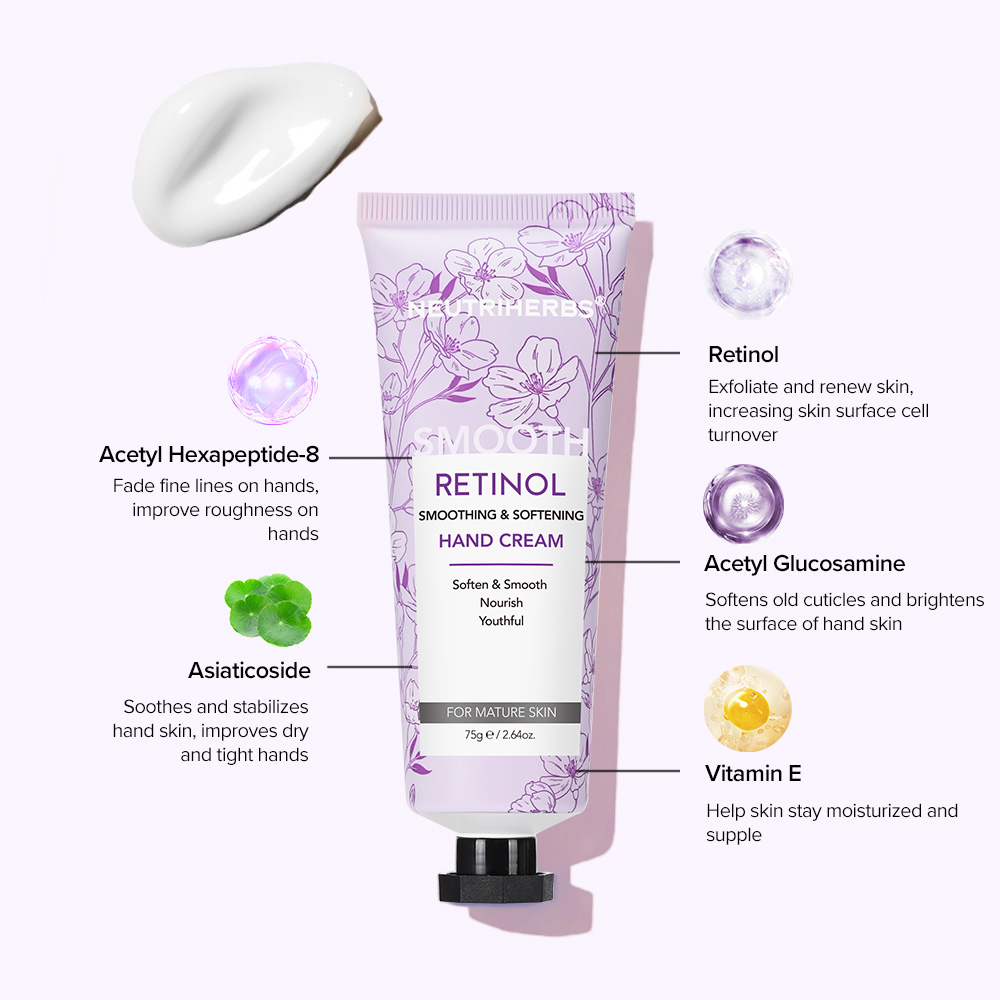 NEUTRIHERBS®
SMOOTH
RETINOL
SMOOTHING & SOFTENING
HAND CREAM
Soften & Smooth
Nourish
Youthful
FOR MATURE SKIN
75g ℮ / 2.64oz.
Acetyl Hexapeptide-8
Fade fine lines on hands,
improve roughness on
hands
Asiaticoside
Soothes and stabilizes
hand skin, improves dry
and tight hands
Retinol
Exfoliate and renew skin,
increasing skin surface cell
turnover
Acetyl Glucosamine
Softens old cuticles and brightens
the surface of hand skin
Vitamin E
Help skin stay moisturized and
supple